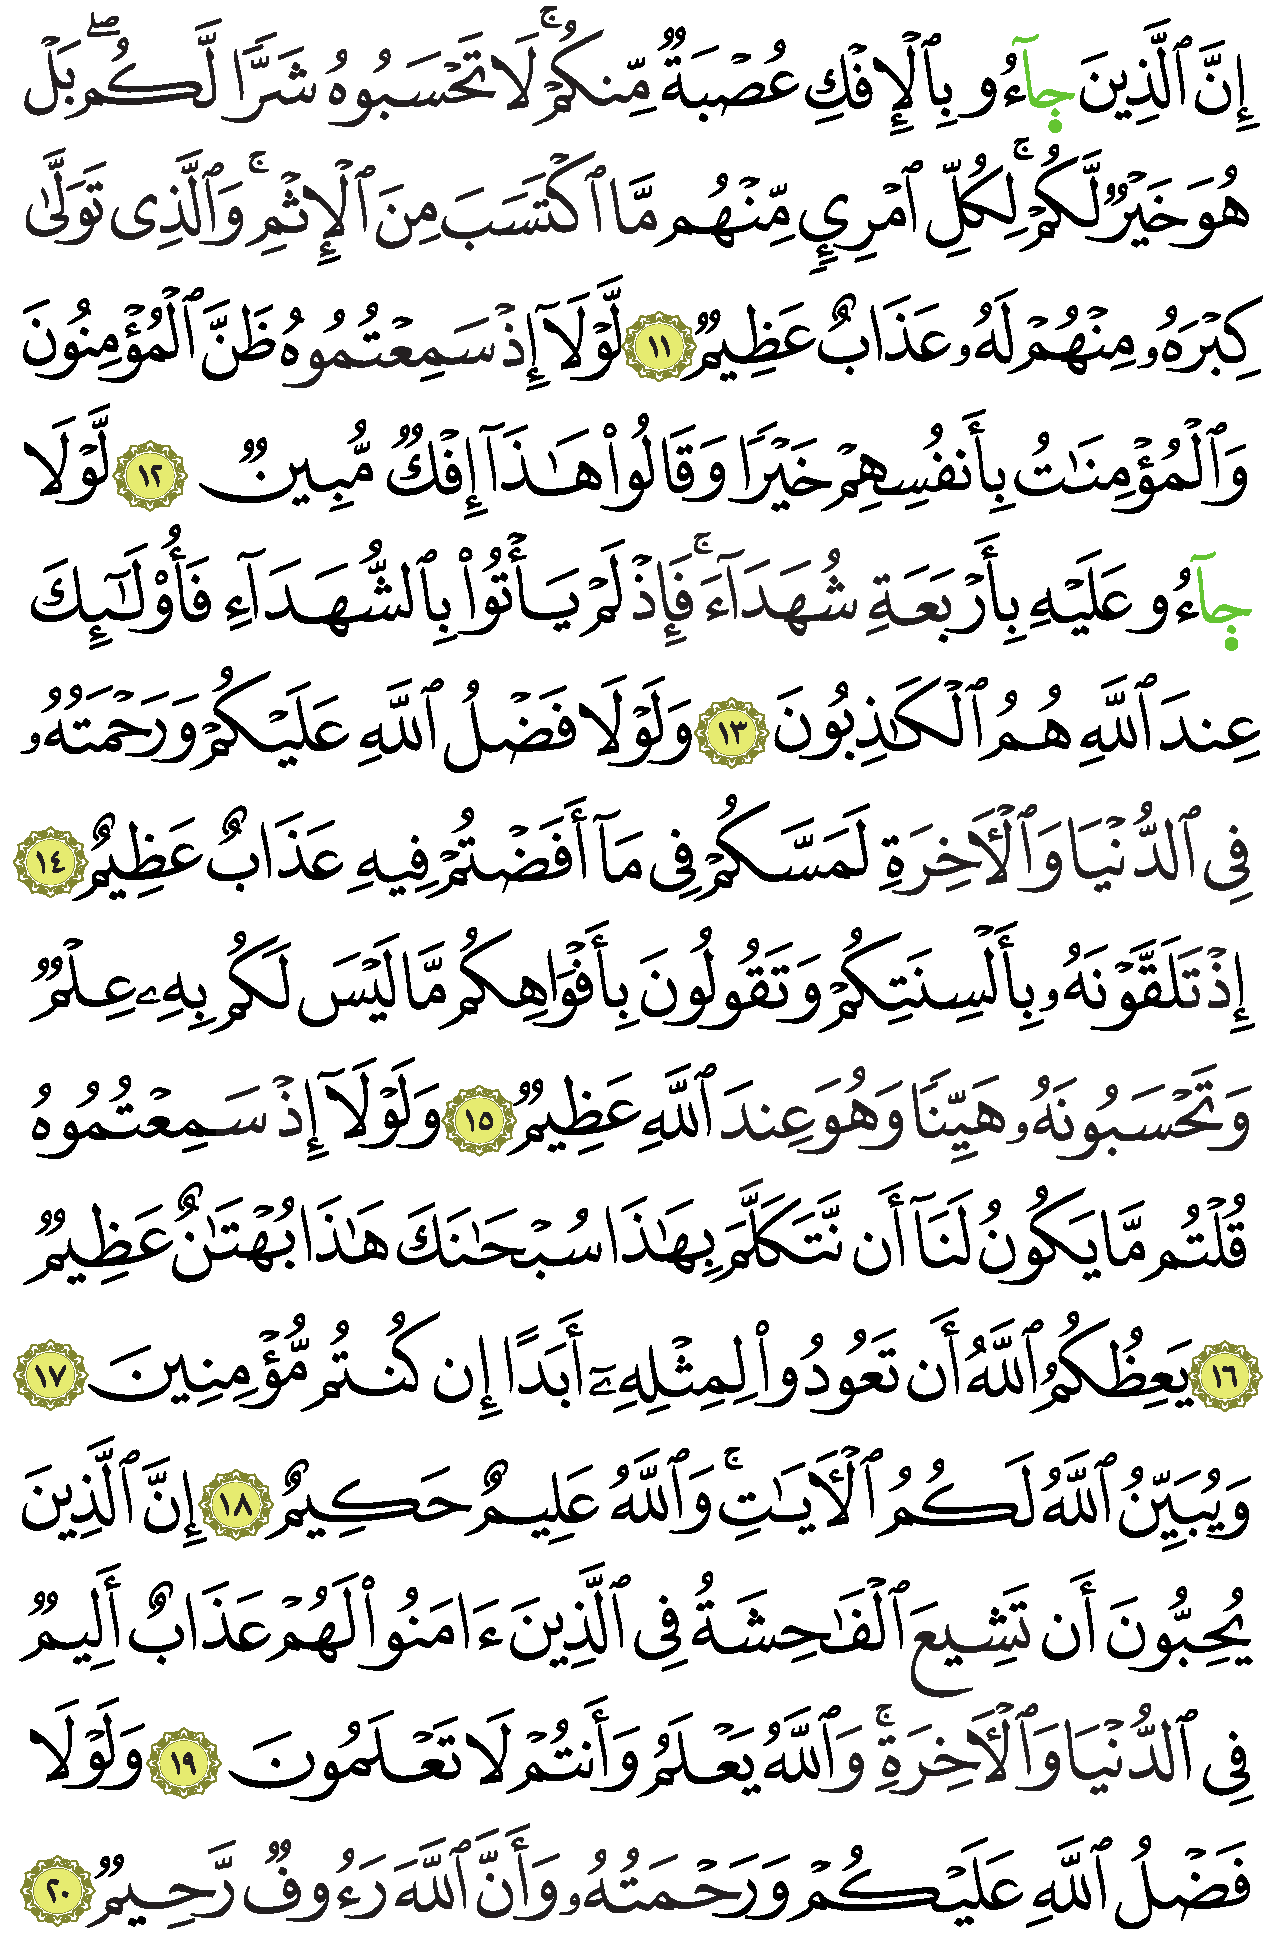 إِنَّ ٱلَّذِينَ جَآءُو بِٱلْإِفْكِ عُصْبَةٌ مِّنكُمْ ۚ لَا تَحْسَبُوهُ شَرًّا لَّكُم ۖ بَلْ
هُوَ خَيْرٌ لَّكُمْ ۚ لِكُلِّ ٱمْرِىٍٕ مِّنْهُم مَّا ٱكْتَسَبَ مِنَ ٱلْإِثْمِ ۚ وَٱلَّذِى تَوَلَّىٰ
كِبْرَهُۥ مِنْهُمْ لَهُۥ عَذَابٌ عَظِيمٌ ١١ لَّوْلَآ إِذْ سَمِعْتُمُوهُ ظَنَّ ٱلْمُؤْمِنُونَ
وَٱلْمُؤْمِنَـٰتُ بِأَنفُسِهِمْ خَيْرًا وَقَالُوا۟ هَـٰذَآ إِفْكٌ مُّبِينٌ ١٢ لَّوْلَا
جَآءُو عَلَيْهِ بِأَرْبَعَةِ شُهَدَآءَ ۚ فَإِذْ لَمْ يَأْتُوا۟ بِٱلشُّهَدَآءِ فَأُو۟لَـٰٓئِكَ
عِندَ ٱللَّهِ هُمُ ٱلْكَـٰذِبُونَ ١٣ وَلَوْلَا فَضْلُ ٱللَّهِ عَلَيْكُمْ وَرَحْمَتُهُۥ
فِى ٱلدُّنْيَا وَٱلْـَٔاخِرَةِ لَمَسَّكُمْ فِى مَآ أَفَضْتُمْ فِيهِ عَذَابٌ عَظِيمٌ ١٤
إِذْ تَلَقَّوْنَهُۥ بِأَلْسِنَتِكُمْ وَتَقُولُونَ بِأَفْوَاهِكُم مَّا لَيْسَ لَكُم بِهِۦ عِلْمٌ
وَتَحْسَبُونَهُۥ هَيِّنًا وَهُوَ عِندَ ٱللَّهِ عَظِيمٌ ١٥ وَلَوْلَآ إِذْ سَمِعْتُمُوهُ
قُلْتُم مَّا يَكُونُ لَنَآ أَن نَّتَكَلَّمَ بِهَـٰذَا سُبْحَـٰنَكَ هَـٰذَا بُهْتَـٰنٌ عَظِيمٌ
١٦ يَعِظُكُمُ ٱللَّهُ أَن تَعُودُوا۟ لِمِثْلِهِۦٓ أَبَدًا إِن كُنتُم مُّؤْمِنِينَ ١٧
وَيُبَيِّنُ ٱللَّهُ لَكُمُ ٱلْـَٔايَـٰتِ ۚ وَٱللَّهُ عَلِيمٌ حَكِيمٌ ١٨ إِنَّ ٱلَّذِينَ
يُحِبُّونَ أَن تَشِيعَ ٱلْفَـٰحِشَةُ فِى ٱلَّذِينَ ءَامَنُوا۟ لَهُمْ عَذَابٌ أَلِيمٌ
فِى ٱلدُّنْيَا وَٱلْـَٔاخِرَةِ ۚ وَٱللَّهُ يَعْلَمُ وَأَنتُمْ لَا تَعْلَمُونَ ١٩ وَلَوْلَا
فَضْلُ ٱللَّهِ عَلَيْكُمْ وَرَحْمَتُهُۥ وَأَنَّ ٱللَّهَ رَءُوفٌ رَّحِيمٌ ٢٠